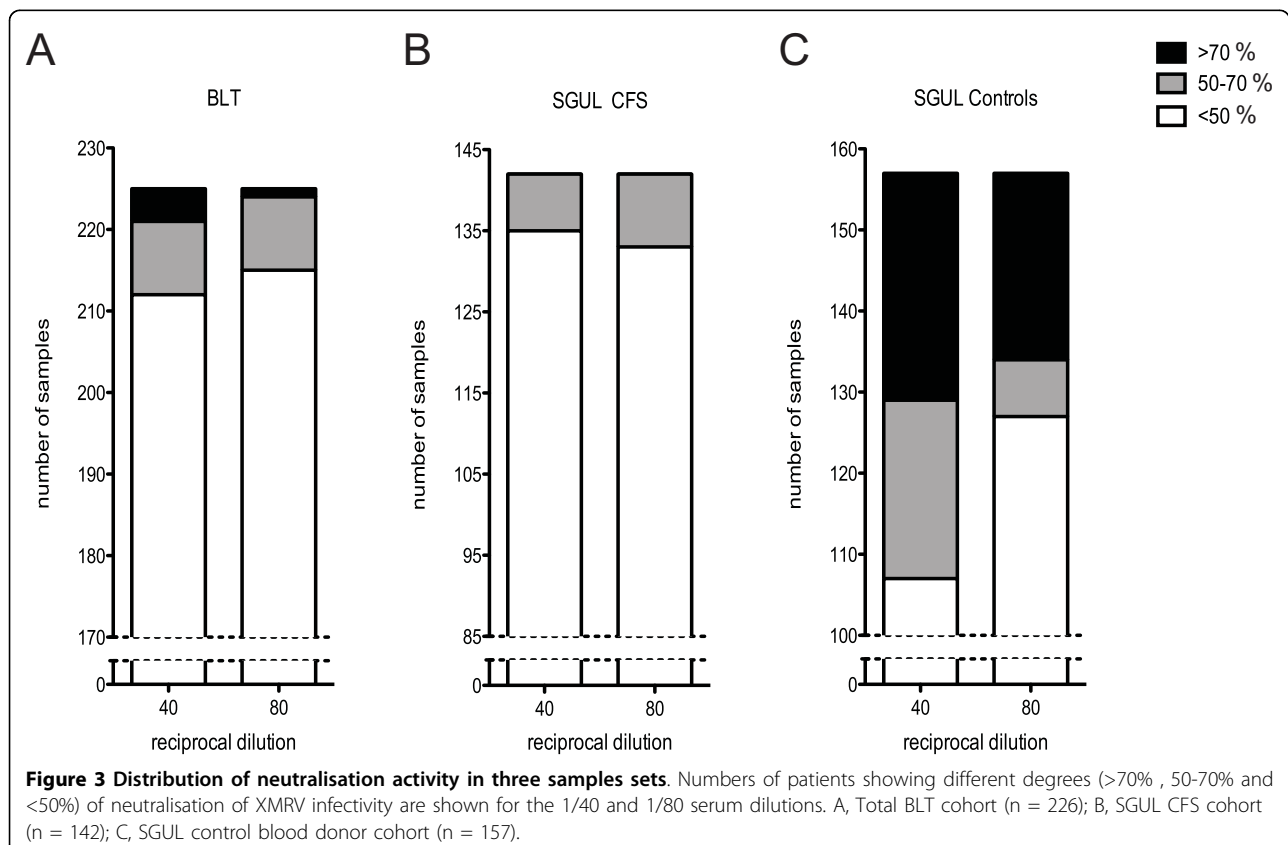 A
B
C
>70 %
50-70 %
<50 %
BLT
SGUL CFS
SGUL Controls
230
220
210
200
190
180
170
0
number of samples
40
80
reciprocal dilution
145
135
125
115
105
95
85
0
number of samples
40
80
reciprocal dilution
160
150
140
130
120
110
100
0
number of samples
40
80
reciprocal dilution
Figure 3 Distribution of neutralisation activity in three samples sets. Numbers of patients showing different degrees (>70% , 50-70% and
<50%) of neutralisation of XMRV infectivity are shown for the 1/40 and 1/80 serum dilutions. A, Total BLT cohort (n = 226); B, SGUL CFS cohort
(n = 142); C, SGUL control blood donor cohort (n = 157).